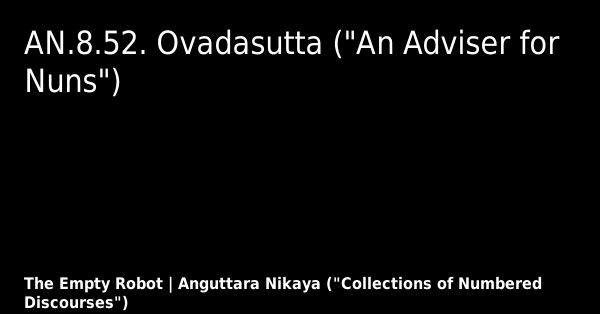 AN.8.52. Ovadasutta ("An Adviser for
Nuns")
The Empty Robot | Anguttara Nikaya ("Collections of Numbered
Discourses")